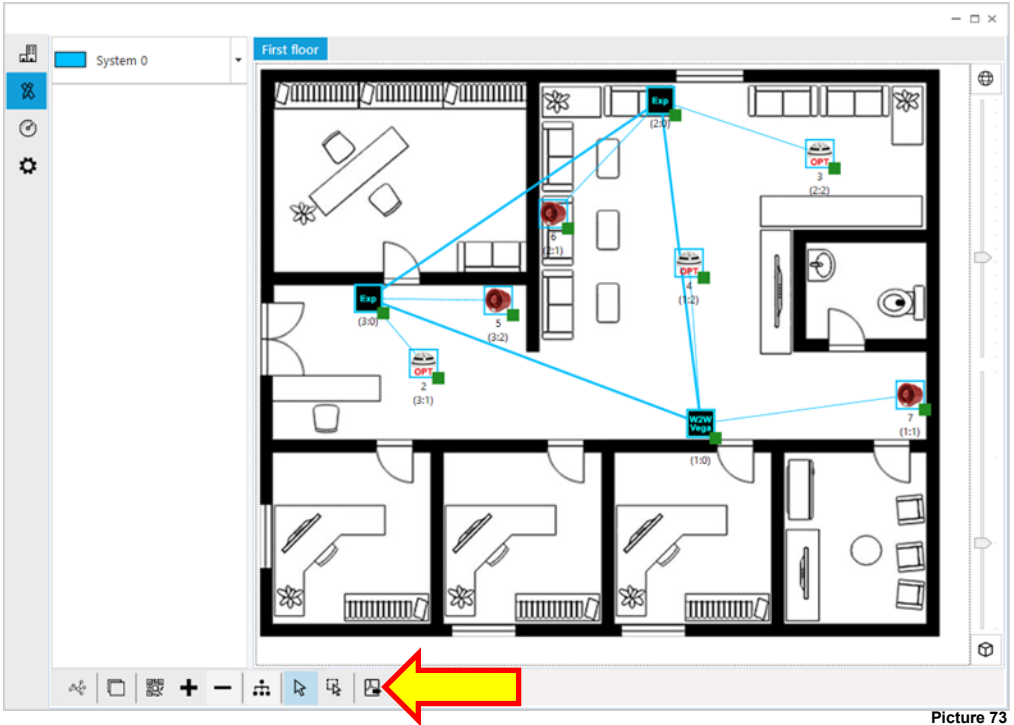 System 0
First floor
Exp
(2:0)
OPT
3
(2:2)
6
(2:1)
OPT
4
(1:2)
Exp
(3:0)
5
(3:2)
OPT
2
(3:1)
7
(1:1)
W2W
Vega
(1:0)
Picture 73